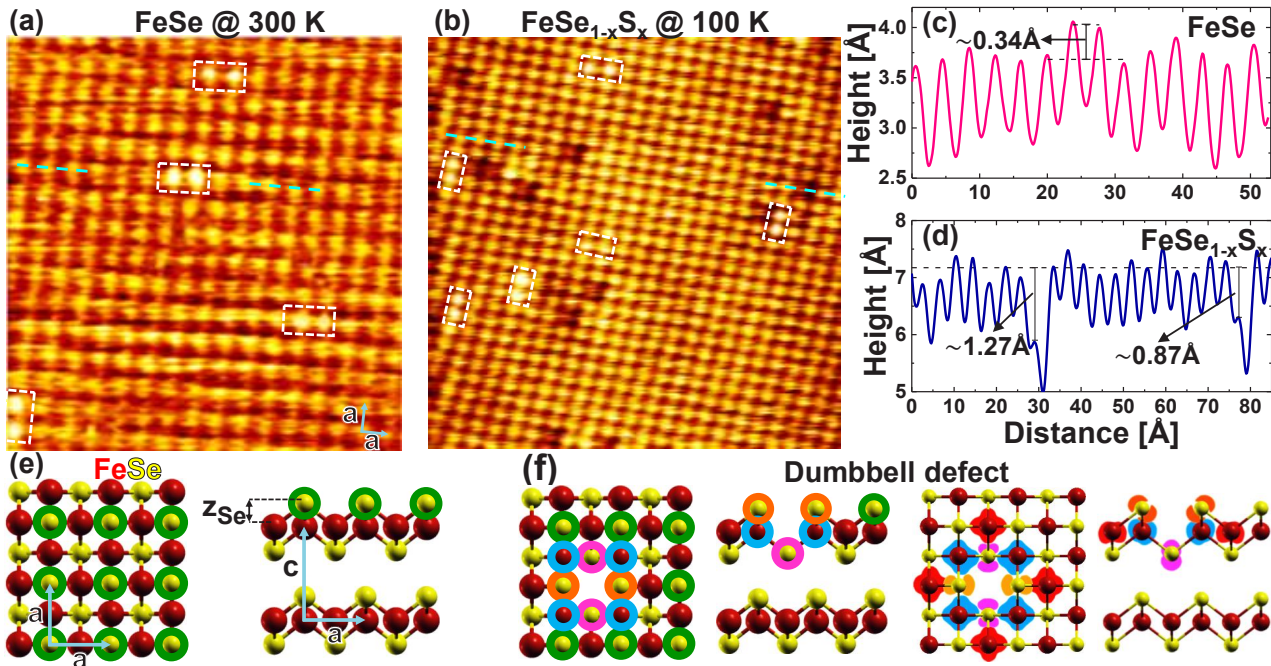 (a) FeSe @ 300 K
(b) FeSe1-xSx @ 100 K
a
a
(c) FeSe
~0.34Å
Height [Å]
4.0
3.5
3.0
2.5
0 10 20 30 40 50
(d) FeSe1-xSx
~1.27Å
~0.87Å
Height [Å]
7
6
5
0 10 20 30 40 50 60 70 80
Distance [Å]
(e) FeSe
a
a
zSe
c
a
(f) Dumbbell defect